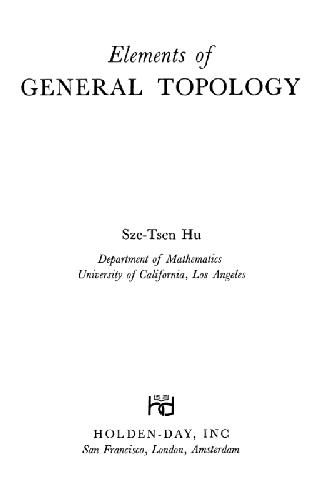 Elements of
GENERAL TOPOLOGY
Sze-Tsen Hu
Department of Mathematics
University of California, Los Angeles
hd
HOLDEN-DAY, INC
San Francisco, London, Amsterdam